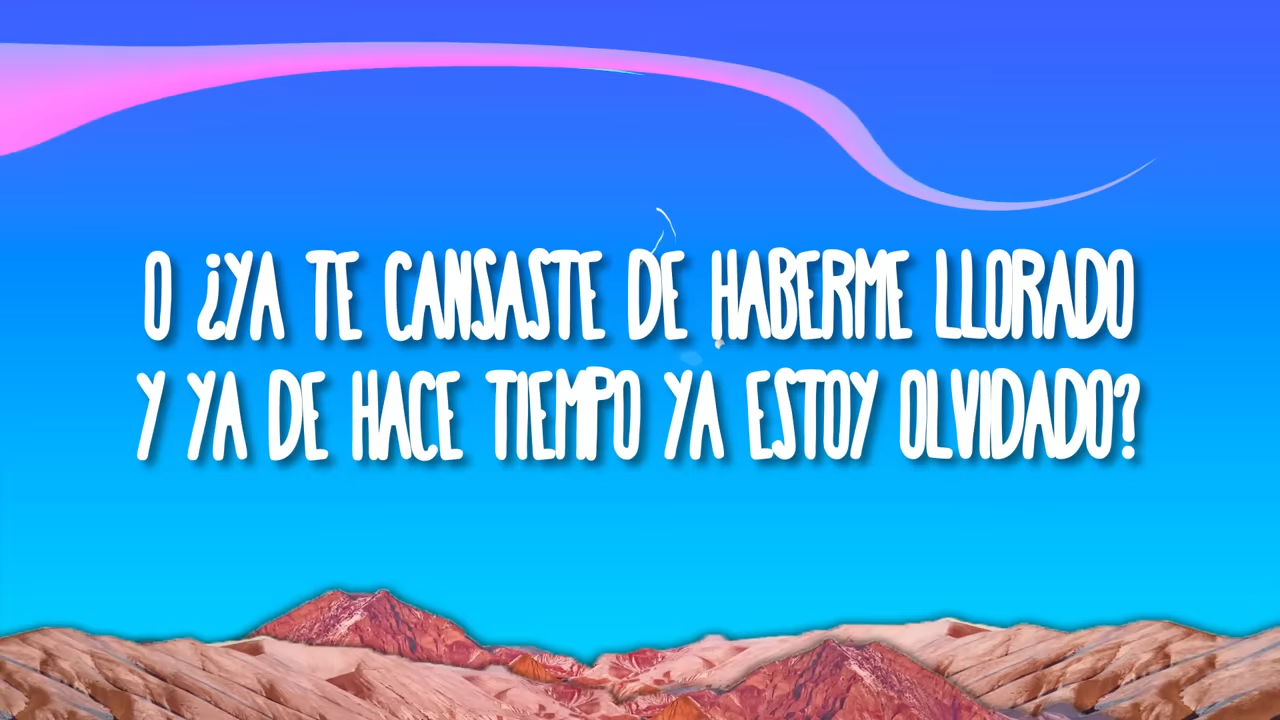 O ¿YA TE CANSASTE DE HABERME LLORADO
Y YA DE HACE TIEMPO YA ESTOY OLVIDADO?